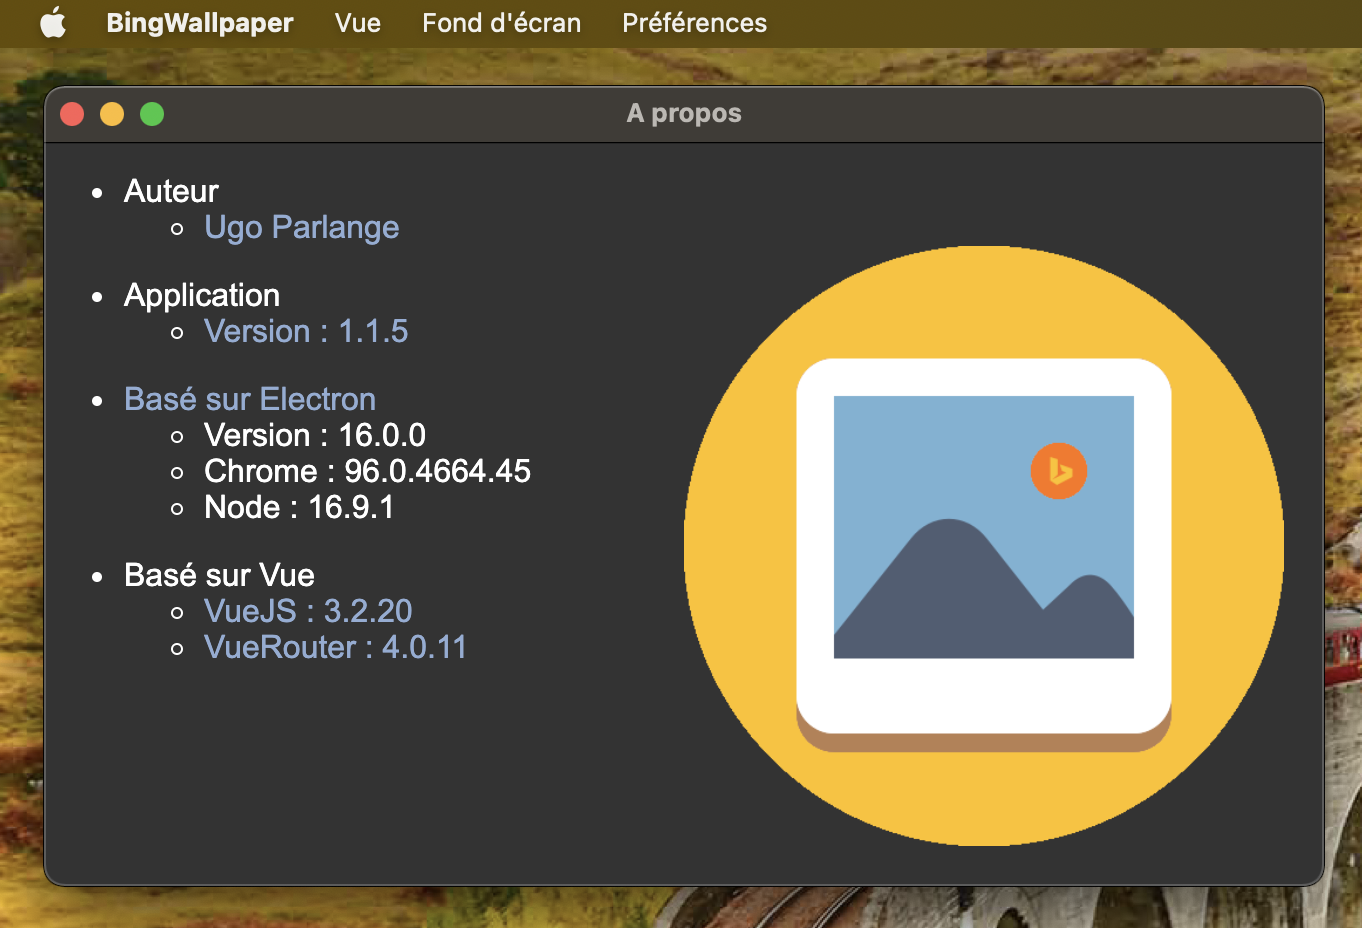 BingWallpaper Vue Fond d'écran Préférences
A propos
Auteur
Ugo Parlange
Application
Version : 1.1.5
Basé sur Electron
Version : 16.0.0
Chrome : 96.0.4664.45
Node : 16.9.1
Basé sur Vue
VueJS : 3.2.20
VueRouter : 4.0.11